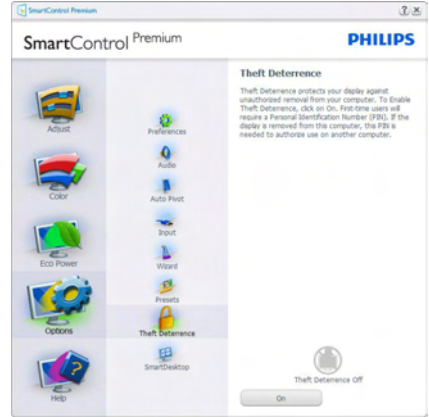 SmartControl Premium
SmartControl Premium
PHILIPS
Adjust
Color
Eco Power
Options
Help
Preferences
Audio
Auto Pivot
Input
Wizard
Presets
Theft Deterrence
SmartDesktop
Theft Deterrence
Theft Deterrence protects your display against
unauthorized removal from your computer. To Enable
Theft Deterrence, click on On. First-time users will
require a Personal Identification Number (PIN). If the
display is removed from this computer, this PIN is
needed to authorize use on another computer.
Theft Deterrence Off
On